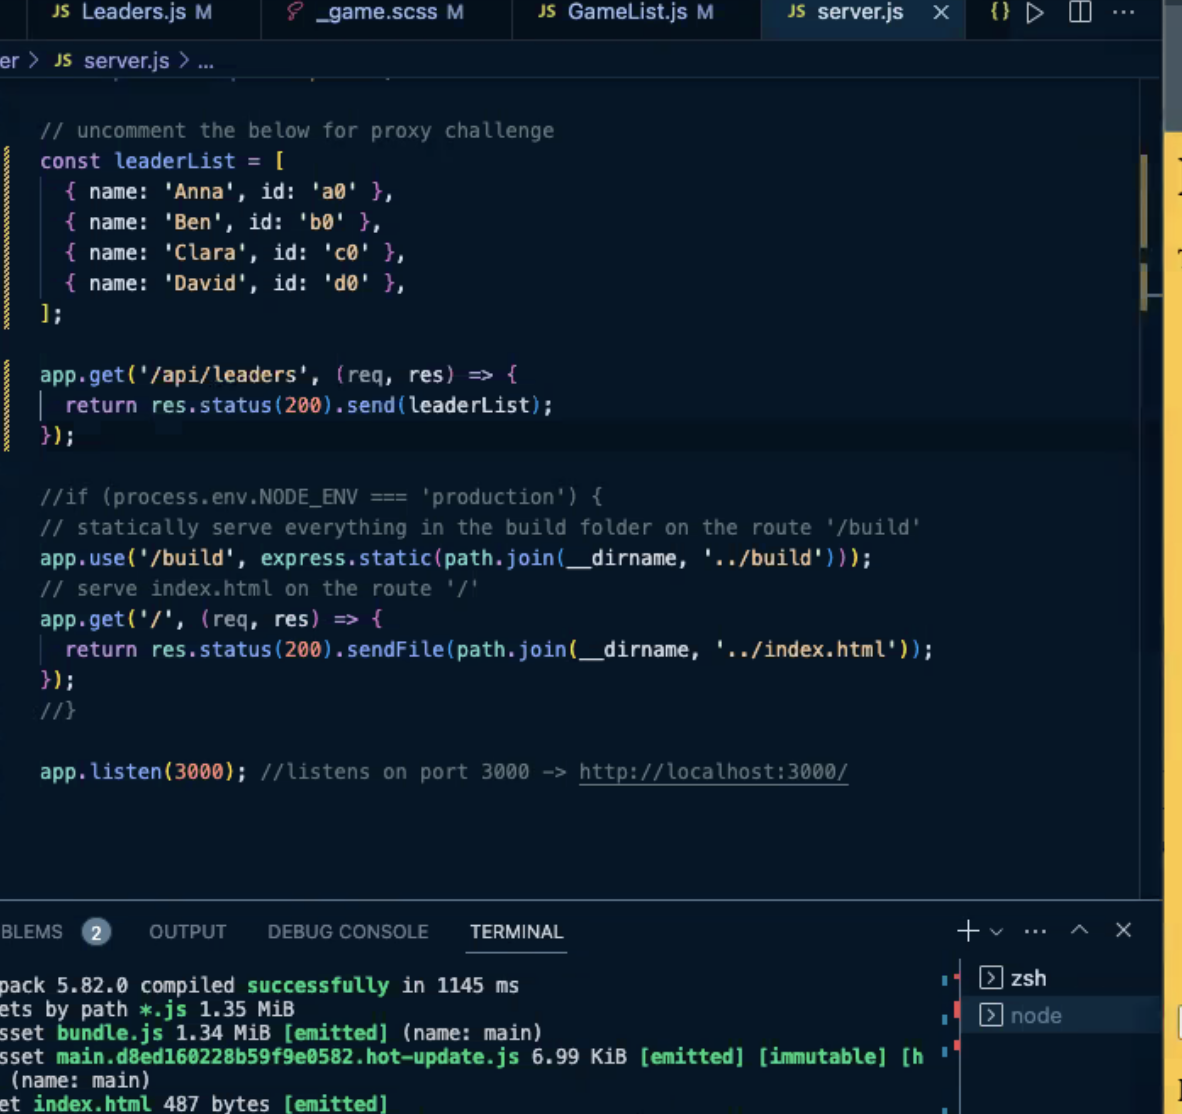 JS Leaders.js M
_game.scss M
JS GameList.js M
JS server.js
{}
er > JS server.js > ...
// uncomment the below for proxy challenge
const leaderList = [
{ name: 'Anna', id: 'a0' },
{ name: 'Ben', id: 'b0' },
{ name: 'Clara', id: 'c0' },
{ name: 'David', id: 'd0' },
];
app.get('/api/leaders', (req, res) => {
return res.status(200).send(leaderList);
});
//if (process.env.NODE_ENV === 'production') {
// statically serve everything in the build folder on the route '/build'
app.use('/build', express.static(path.join(__dirname, '../build')));
// serve index.html on the route '/'
app.get('/', (req, res) => {
return res.status(200).sendFile(path.join(__dirname, '../index.html'));
});
//}
app.listen(3000); //listens on port 3000 -> http://localhost:3000/
BLEMS 2 OUTPUT DEBUG CONSOLE TERMINAL
pack 5.82.0 compiled successfully in 1145 ms
ets by path *.js 1.35 MiB
sset bundle.js 1.34 MiB [emitted] (name: main)
sset main.d8ed160228b59f9e0582.hot-update.js 6.99 KiB [emitted] [immutable] [h
(name: main)
et index.html 487 bytes [emitted]
zsh
node